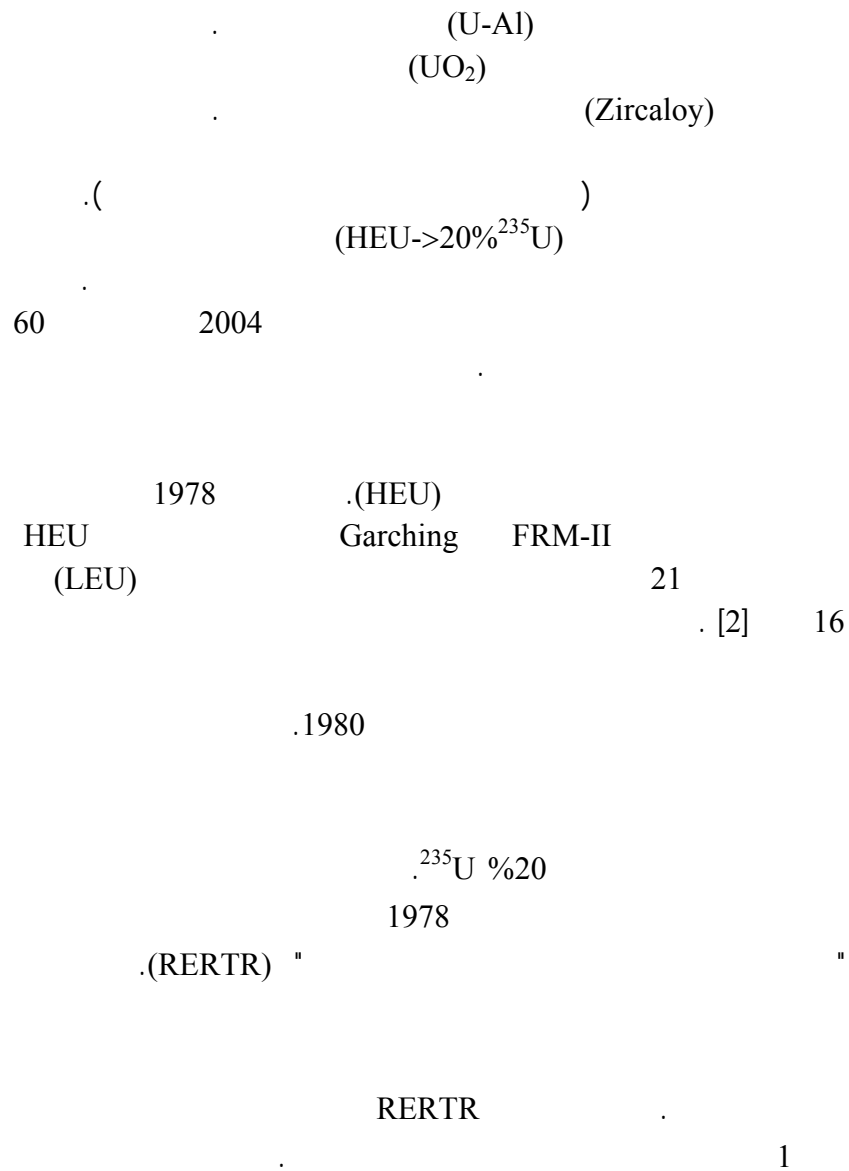 . (U-Al)
(UO₂)
. (Zircaloy)
.( )
(HEU->20%²³⁵U)
.
60 2004
.
1978 .(HEU)
HEU Garching FRM-II
(LEU) 21
. [2] 16
.1980
.²³⁵U %20
1978
.(RERTR) " "
RERTR .
. 1